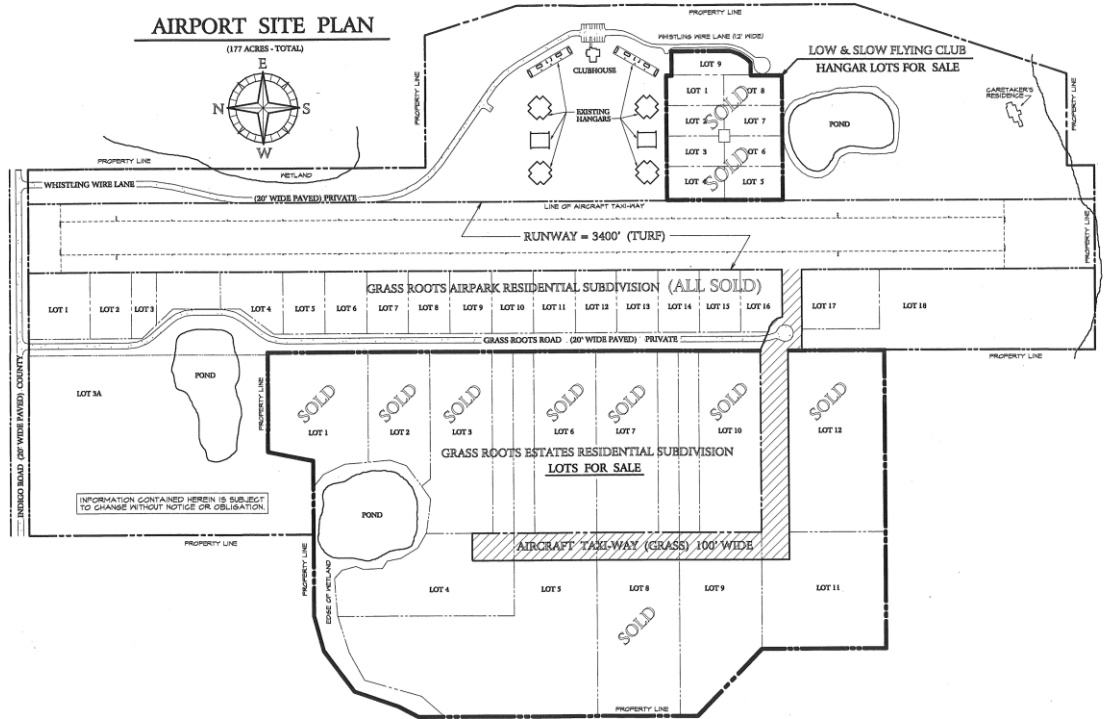 AIRPORT SITE PLAN
(177 ACRES - TOTAL)
E
N
S
W
PROPERTY LINE
WHISTLING WIRE LANE (12' WIDE)
CLUBHOUSE
EXISTING
HANGARS
LOW & SLOW FLYING CLUB
HANGAR LOTS FOR SALE
LOT 9
LOT 1
LOT 8
LOT 2
LOT 7
SOLD
LOT 3
LOT 6
LOT 4
LOT 5
SOLD
POND
CARETAKER'S
RESIDENCE
PROPERTY LINE
PROPERTY LINE
PROPERTY LINE
WETLAND
WHISTLING WIRE LANE
(20' WIDE PAVED) PRIVATE
LINE OF AIRCRAFT TAXI-WAY
RUNWAY = 3400' (TURF)
PROPERTY LINE
GRASS ROOTS AIRPARK RESIDENTIAL SUBDIVISION (ALL SOLD)
LOT 1
LOT 2
LOT 3
LOT 4
LOT 5
LOT 6
LOT 7
LOT 8
LOT 9
LOT 10
LOT 11
LOT 12
LOT 13
LOT 14
LOT 15
LOT 16
LOT 17
LOT 18
GRASS ROOTS ROAD . (20' WIDE PAVED) PRIVATE
PROPERTY LINE
INDIGO ROAD (20' WIDE PAVED) COUNTY
LOT 3A
POND
PROPERTY LINE
SOLD
LOT 1
SOLD
LOT 2
SOLD
LOT 3
SOLD
LOT 6
SOLD
LOT 7
SOLD
LOT 10
SOLD
LOT 12
GRASS ROOTS ESTATES RESIDENTIAL SUBDIVISION
LOTS FOR SALE
INFORMATION CONTAINED HEREIN IS SUBJECT
TO CHANGE WITHOUT NOTICE OR OBLIGATION.
POND
PROPERTY LINE
AIRCRAFT TAXI-WAY (GRASS) 100' WIDE
PROPERTY LINE
EDGE OF WETLAND
LOT 4
LOT 5
LOT 8
LOT 9
LOT 11
SOLD
PROPERTY LINE